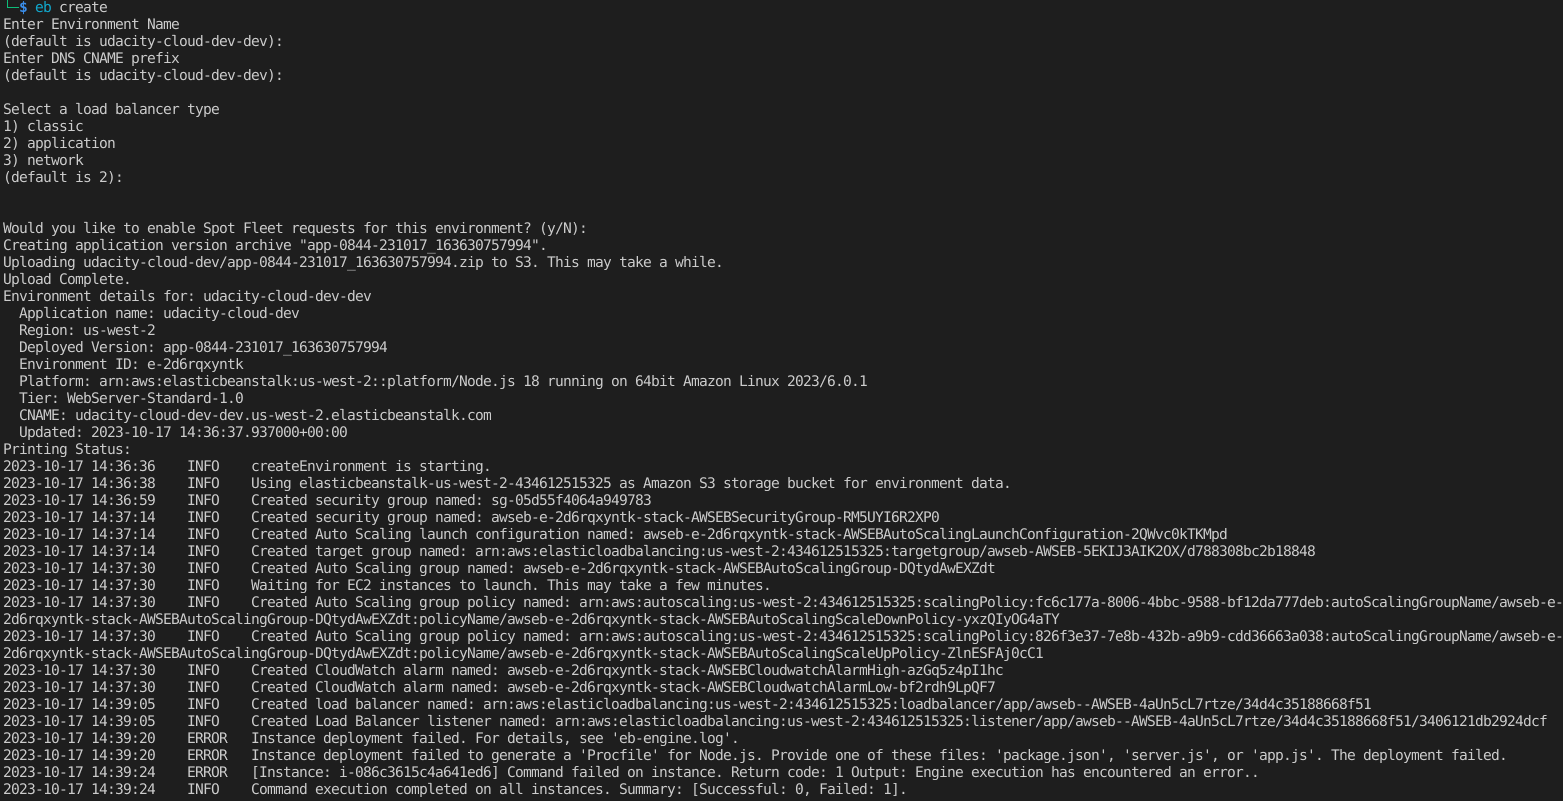 └─$ eb create
Enter Environment Name
(default is udacity-cloud-dev-dev):
Enter DNS CNAME prefix
(default is udacity-cloud-dev-dev):
Select a load balancer type
1) classic
2) application
3) network
(default is 2):
Would you like to enable Spot Fleet requests for this environment? (y/N):
Creating application version archive "app-0844-231017_163630757994".
Uploading udacity-cloud-dev/app-0844-231017_163630757994.zip to S3. This may take a while.
Upload Complete.
Environment details for: udacity-cloud-dev-dev
  Application name: udacity-cloud-dev
  Region: us-west-2
  Deployed Version: app-0844-231017_163630757994
  Environment ID: e-2d6rqxyntk
  Platform: arn:aws:elasticbeanstalk:us-west-2::platform/Node.js 18 running on 64bit Amazon Linux 2023/6.0.1
  Tier: WebServer-Standard-1.0
  CNAME: udacity-cloud-dev-dev.us-west-2.elasticbeanstalk.com
  Updated: 2023-10-17 14:36:37.937000+00:00
Printing Status:
2023-10-17 14:36:36    INFO    createEnvironment is starting.
2023-10-17 14:36:38    INFO    Using elasticbeanstalk-us-west-2-434612515325 as Amazon S3 storage bucket for environment data.
2023-10-17 14:36:59    INFO    Created security group named: sg-05d55f4064a949783
2023-10-17 14:37:14    INFO    Created security group named: awseb-e-2d6rqxyntk-stack-AWSEBSecurityGroup-RM5UYI6R2XP0
2023-10-17 14:37:14    INFO    Created Auto Scaling launch configuration named: awseb-e-2d6rqxyntk-stack-AWSEBAutoScalingLaunchConfiguration-2QWvc0kTKMpd
2023-10-17 14:37:14    INFO    Created target group named: arn:aws:elasticloadbalancing:us-west-2:434612515325:targetgroup/awseb-AWSEB-5EKIJ3AIK2OX/d788308bc2b18848
2023-10-17 14:37:30    INFO    Created Auto Scaling group named: awseb-e-2d6rqxyntk-stack-AWSEBAutoScalingGroup-DQtydAwEXZdt
2023-10-17 14:37:30    INFO    Waiting for EC2 instances to launch. This may take a few minutes.
2023-10-17 14:37:30    INFO    Created Auto Scaling group policy named: arn:aws:autoscaling:us-west-2:434612515325:scalingPolicy:fc6c177a-8006-4bbc-9588-bf12da777deb:autoScalingGroupName/awseb-e-
2d6rqxyntk-stack-AWSEBAutoScalingGroup-DQtydAwEXZdt:policyName/awseb-e-2d6rqxyntk-stack-AWSEBAutoScalingScaleDownPolicy-yxzQIyOG4aTY
2023-10-17 14:37:30    INFO    Created Auto Scaling group policy named: arn:aws:autoscaling:us-west-2:434612515325:scalingPolicy:826f3e37-7e8b-432b-a9b9-cdd36663a038:autoScalingGroupName/awseb-e-
2d6rqxyntk-stack-AWSEBAutoScalingGroup-DQtydAwEXZdt:policyName/awseb-e-2d6rqxyntk-stack-AWSEBAutoScalingScaleUpPolicy-ZlnESFAj0cC1
2023-10-17 14:37:30    INFO    Created CloudWatch alarm named: awseb-e-2d6rqxyntk-stack-AWSEBCloudwatchAlarmHigh-azGq5z4pI1hc
2023-10-17 14:37:30    INFO    Created CloudWatch alarm named: awseb-e-2d6rqxyntk-stack-AWSEBCloudwatchAlarmLow-bf2rdh9LpQF7
2023-10-17 14:39:05    INFO    Created load balancer named: arn:aws:elasticloadbalancing:us-west-2:434612515325:loadbalancer/app/awseb--AWSEB-4aUn5cL7rtze/34d4c35188668f51
2023-10-17 14:39:05    INFO    Created Load Balancer listener named: arn:aws:elasticloadbalancing:us-west-2:434612515325:listener/app/awseb--AWSEB-4aUn5cL7rtze/34d4c35188668f51/3406121db2924dcf
2023-10-17 14:39:20    ERROR   Instance deployment failed. For details, see 'eb-engine.log'.
2023-10-17 14:39:20    ERROR   Instance deployment failed to generate a 'Procfile' for Node.js. Provide one of these files: 'package.json', 'server.js', or 'app.js'. The deployment failed.
2023-10-17 14:39:24    ERROR   [Instance: i-086c3615c4a641ed6] Command failed on instance. Return code: 1 Output: Engine execution has encountered an error..
2023-10-17 14:39:24    INFO    Command execution completed on all instances. Summary: [Successful: 0, Failed: 1].